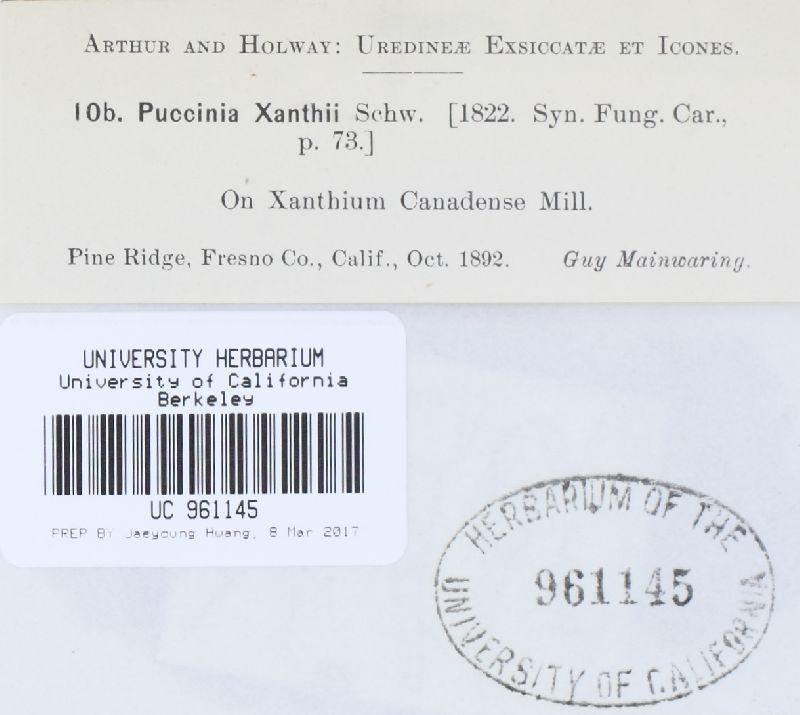 Arthur and Holway: Uredineæ Exsiccatæ et Icones.
10b. Puccinia Xanthii Schw. [1822. Syn. Fung. Car.,
p. 73.]
On Xanthium Canadense Mill.
Pine Ridge, Fresno Co., Calif., Oct. 1892. Guy Mainwaring.
UNIVERSITY HERBARIUM
University of California
Berkeley
UC 961145
PREP BY Jaeyoung Hwang, 8 Mar 2017
HERBARIUM OF THE
961145
UNIVERSITY OF CALIFORNIA